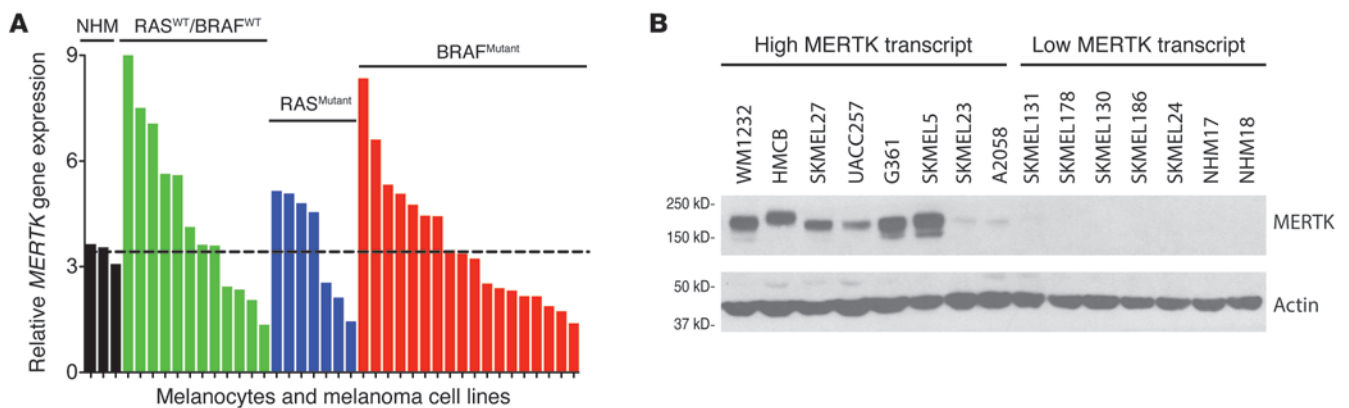 A
NHM
RAS^WT/BRAF^WT
RAS^Mutant
BRAF^Mutant
Relative MERTK gene expression
9
6
3
0
Melanocytes and melanoma cell lines
B
High MERTK transcript
Low MERTK transcript
WM1232
HMCB
SKMEL27
UACC257
G361
SKMEL5
SKMEL23
A2058
SKMEL131
SKMEL178
SKMEL130
SKMEL186
SKMEL24
NHM17
NHM18
250 kD-
150 kD-
MERTK
50 kD-
37 kD-
Actin